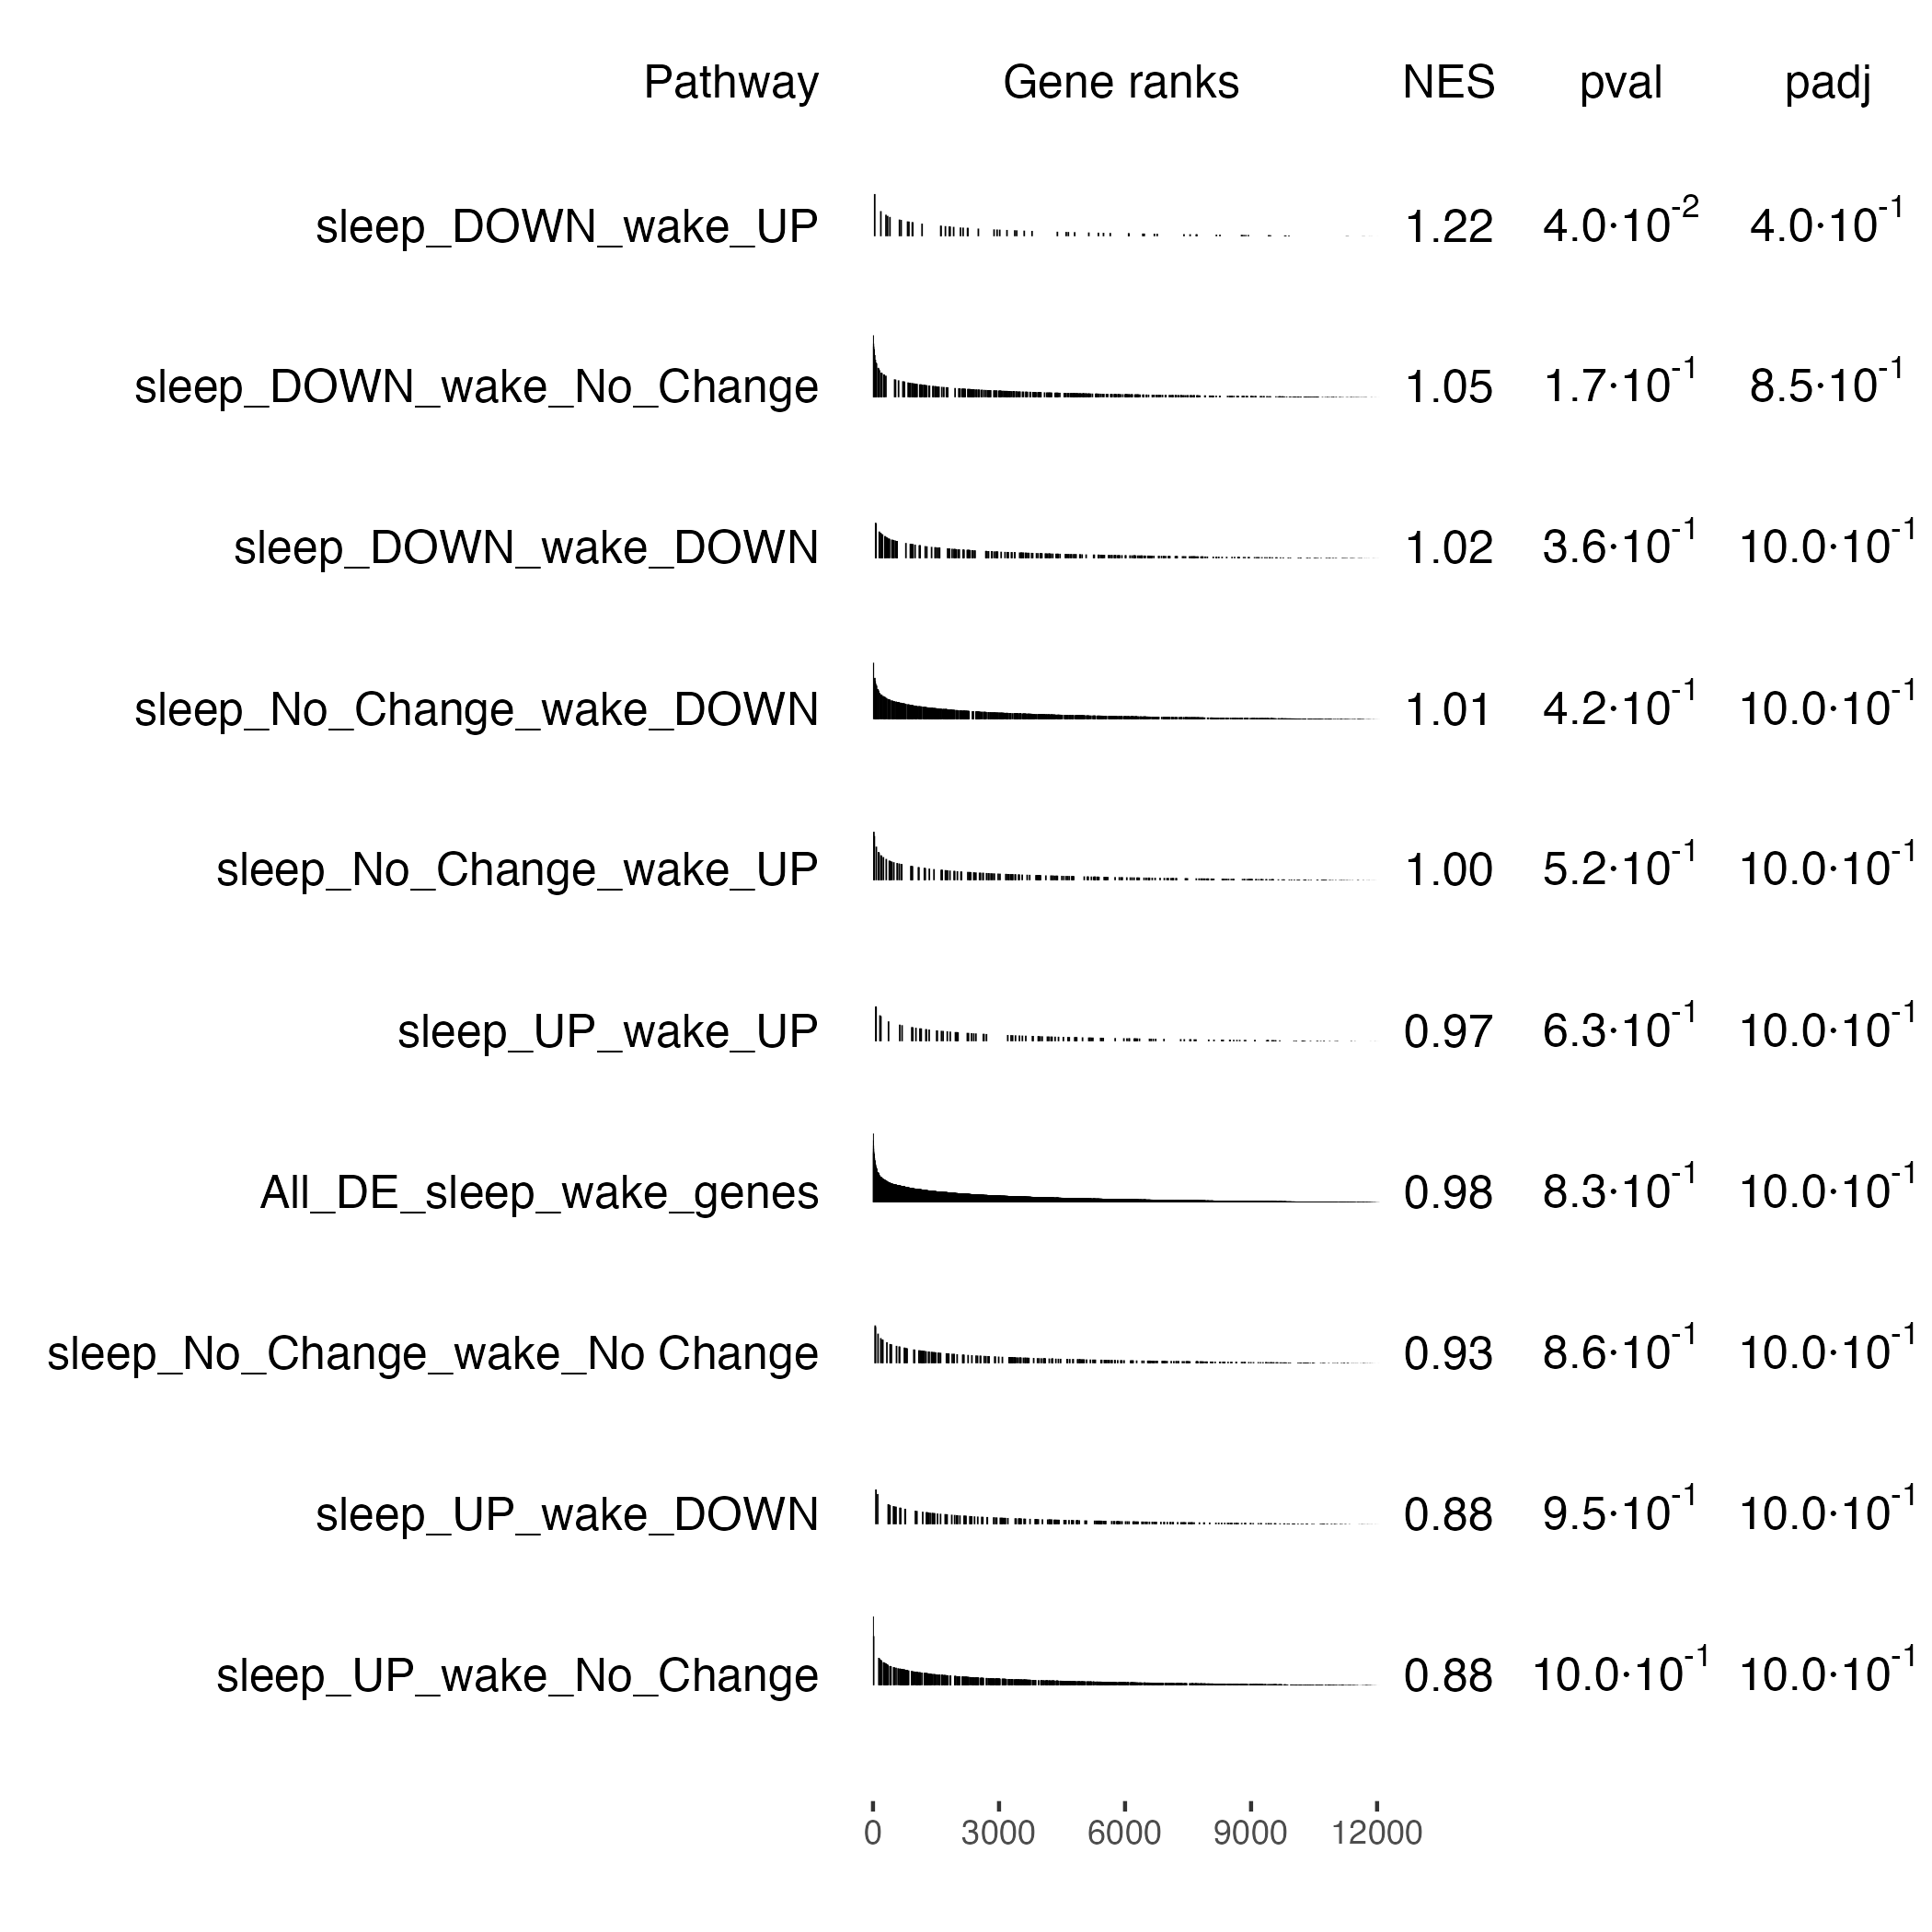 Pathway Gene ranks NES pval padj
sleep_DOWN_wake_UP 1.22 4.0·10⁻² 4.0·10⁻¹
sleep_DOWN_wake_No_Change 1.05 1.7·10⁻¹ 8.5·10⁻¹
sleep_DOWN_wake_DOWN 1.02 3.6·10⁻¹ 10.0·10⁻¹
sleep_No_Change_wake_DOWN 1.01 4.2·10⁻¹ 10.0·10⁻¹
sleep_No_Change_wake_UP 1.00 5.2·10⁻¹ 10.0·10⁻¹
sleep_UP_wake_UP 0.97 6.3·10⁻¹ 10.0·10⁻¹
All_DE_sleep_wake_genes 0.98 8.3·10⁻¹ 10.0·10⁻¹
sleep_No_Change_wake_No Change 0.93 8.6·10⁻¹ 10.0·10⁻¹
sleep_UP_wake_DOWN 0.88 9.5·10⁻¹ 10.0·10⁻¹
sleep_UP_wake_No_Change 0.88 10.0·10⁻¹ 10.0·10⁻¹
0 3000 6000 9000 12000